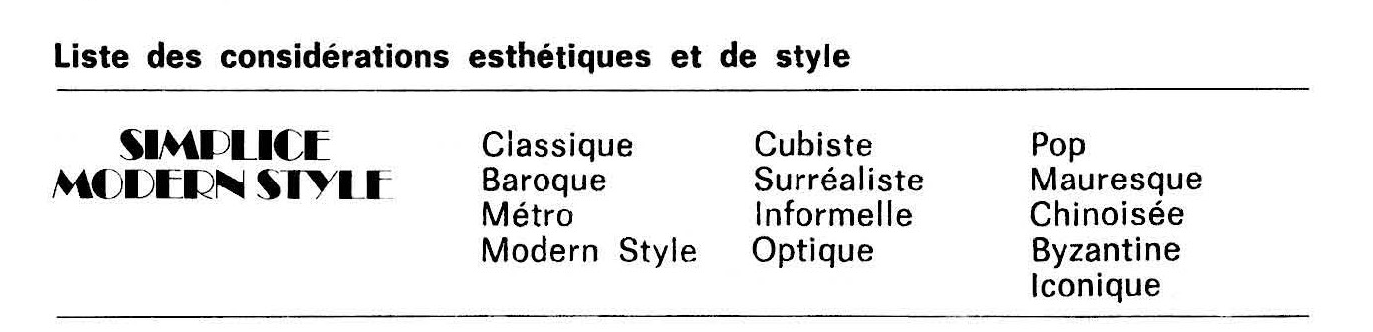 Liste des considérations esthétiques et de style
SIMPLICE
MODERN STYLE
Classique
Baroque
Métro
Modern Style
Cubiste
Surréaliste
Informelle
Optique
Pop
Mauresque
Chinoisée
Byzantine
Iconique